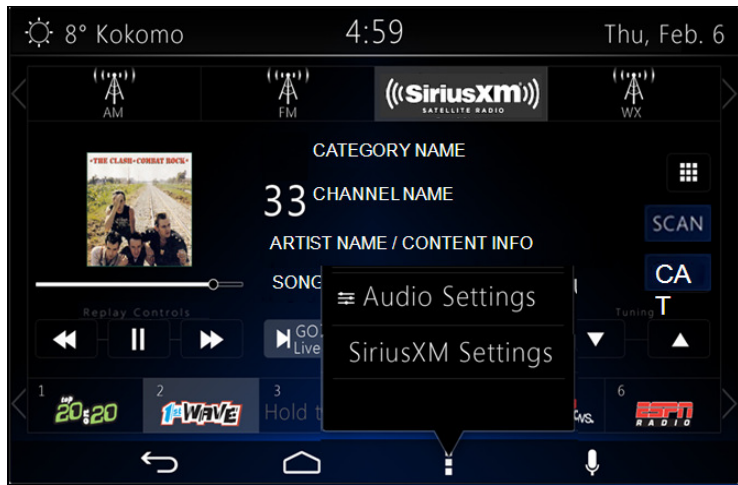 8° Kokomo
4:59
Thu, Feb. 6
AM
FM
((SiriusXM))
SATELLITE RADIO
WX
THE CLASH • COMBAT ROCK
CATEGORY NAME
33
CHANNEL NAME
SCAN
ARTIST NAME / CONTENT INFO
SONG
CA
T
Audio Settings
Replay Controls
Tuning
GO
Live
SiriusXM Settings
1
top
20on20
2
1st WAVE
3
Hold t
6
ESPN
RADIO